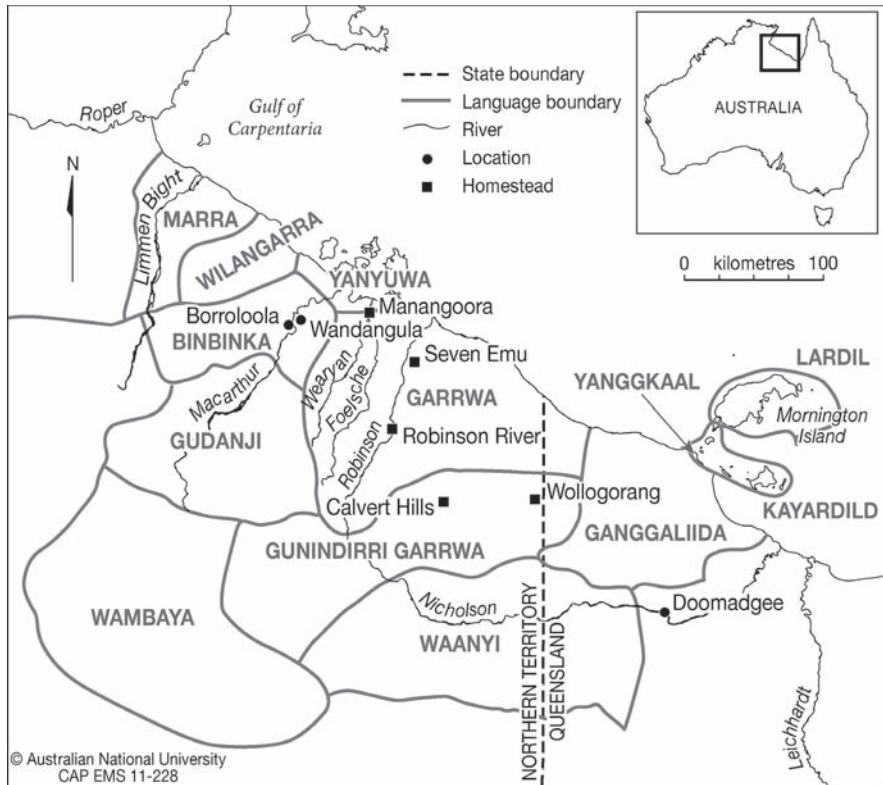 Roper
Gulf of
Carpentaria
State boundary
Language boundary
River
Location
Homestead
AUSTRALIA
0 kilometres 100
N
Limmen Bight
MARRA
WILANGARRA
YANYUWA
Manangoora
Borroloola
Wandangula
BINBINKA
Macarthur
Wearyan
Foelsche
Seven Emu
GARRWA
Robinson
Robinson River
GUDANJI
YANGGKAAL
LARDIL
Mornington
Island
KAYARDILD
Calvert Hills
Wollogorang
GUNINDIRRI GARRWA
GANGGALIIDA
WAMBAYA
Nicholson
WAANYI
Doomadgee
NORTHERN TERRITORY
QUEENSLAND
Leichhardt
© Australian National University
CAP EMS 11-228